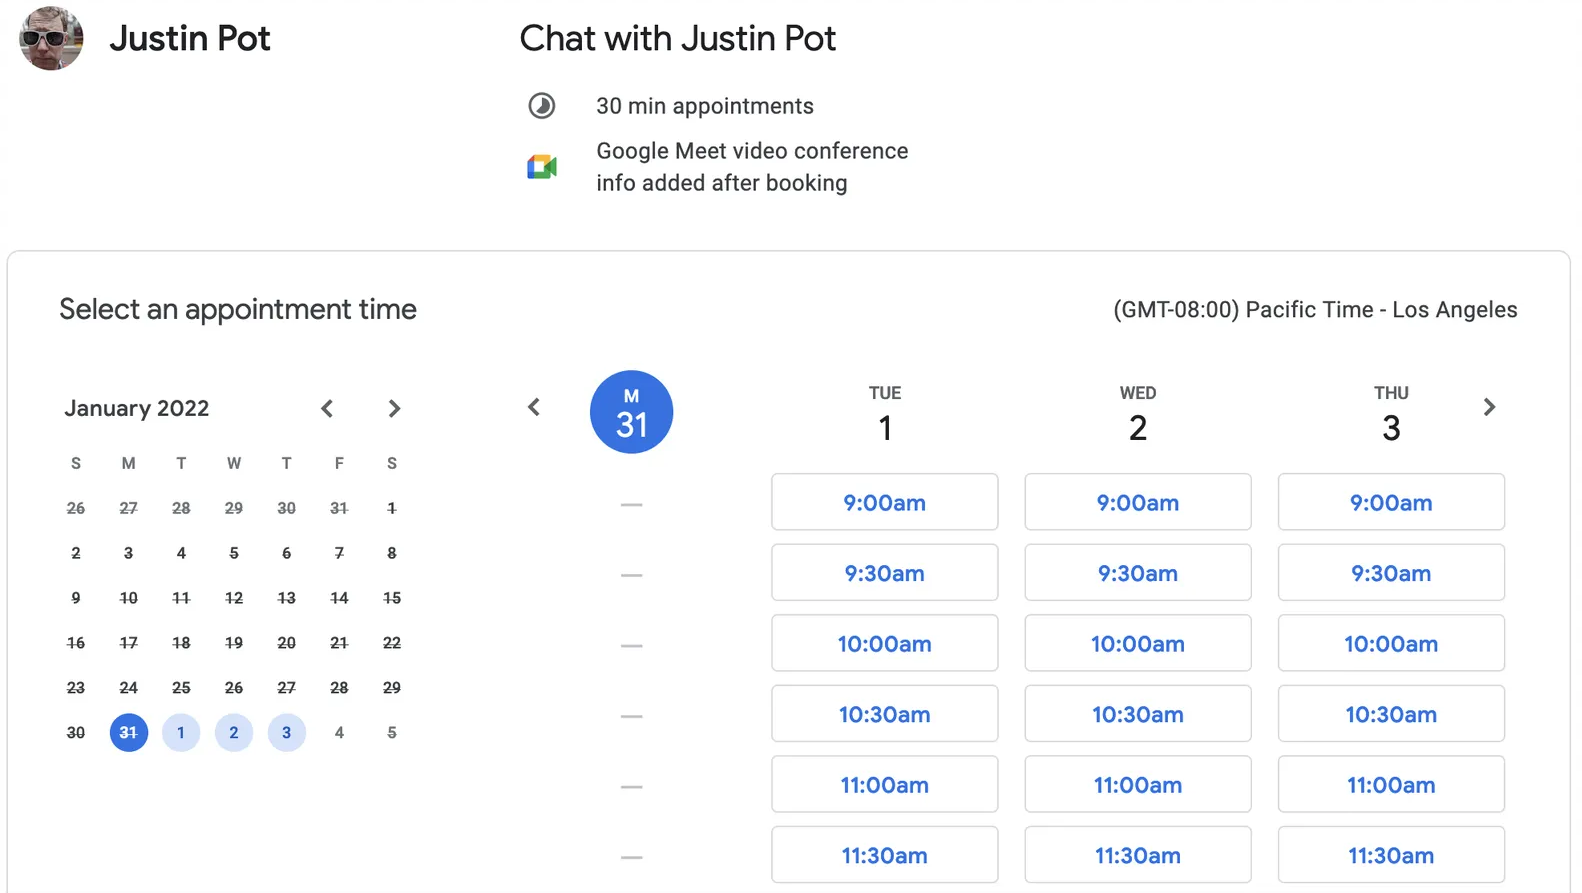 Justin Pot
Chat with Justin Pot
30 min appointments
Google Meet video conference
info added after booking
Select an appointment time
(GMT-08:00) Pacific Time - Los Angeles
January 2022
S M T W T F S
26 27 28 29 30 31 1
2 3 4 5 6 7 8
9 10 11 12 13 14 15
16 17 18 19 20 21 22
23 24 25 26 27 28 29
30 31 1 2 3 4 5
M TUE WED THU
31 1 2 3
— 9:00am 9:00am 9:00am
— 9:30am 9:30am 9:30am
— 10:00am 10:00am 10:00am
— 10:30am 10:30am 10:30am
— 11:00am 11:00am 11:00am
— 11:30am 11:30am 11:30am